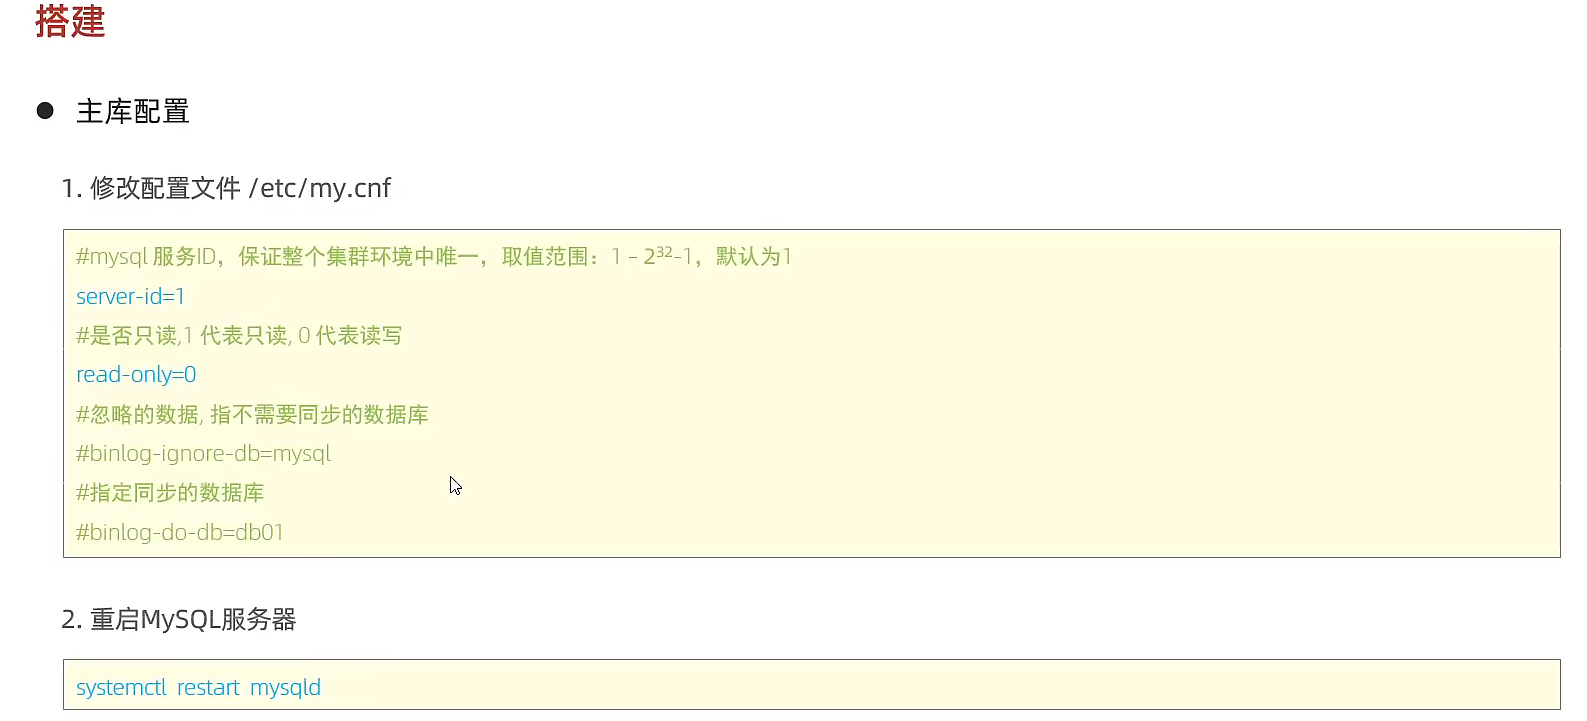 搭建
● 主库配置
1. 修改配置文件 /etc/my.cnf
#mysql 服务ID，保证整个集群环境中唯一，取值范围：1 – 2³²-1，默认为1
server-id=1
#是否只读,1 代表只读, 0 代表读写
read-only=0
#忽略的数据, 指不需要同步的数据库
#binlog-ignore-db=mysql
#指定同步的数据库
#binlog-do-db=db01
2. 重启MySQL服务器
systemctl restart mysqld